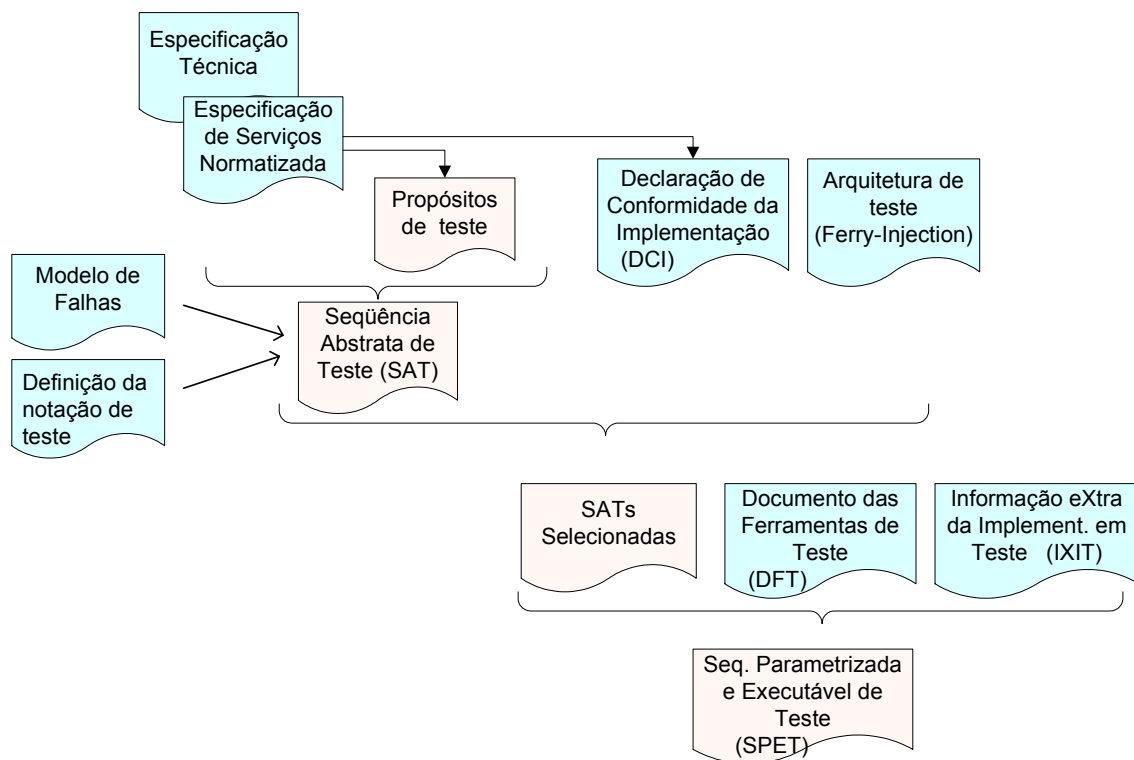 Especificação
Técnica
Especificação
de Serviços
Normatizada
Propósitos
de teste
Declaração de
Conformidade da
Implementação
(DCI)
Arquitetura de
teste
(Ferry-Injection)
Modelo de
Falhas
Definição da
notação de
teste
Seqüência
Abstrata de
Teste (SAT)
SATs
Selecionadas
Documento das
Ferramentas de
Teste
(DFT)
Informação eXtra
da Implement. em
Teste (IXIT)
Seq. Parametrizada
e Executável de
Teste
(SPET)